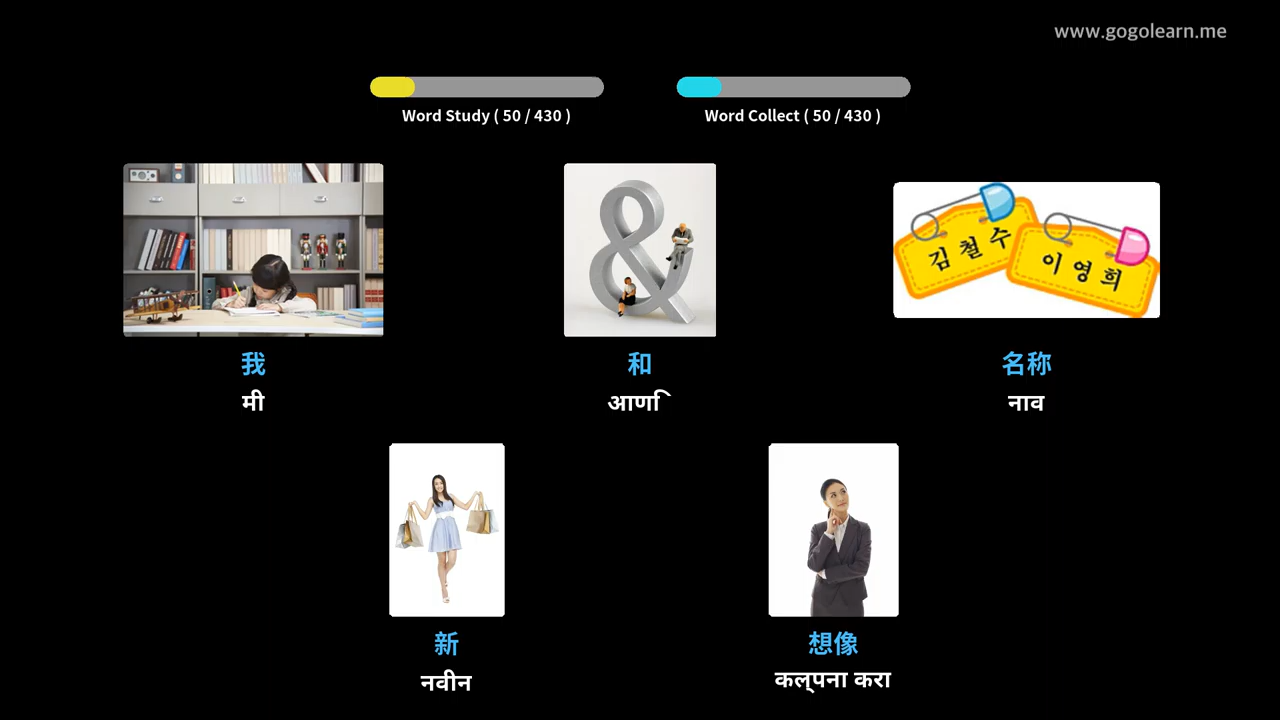 www.gogolearn.me
Word Study ( 50 / 430 )
Word Collect ( 50 / 430 )
김철수
이영희
我
和
名称
मी
आणि
नाव
新
想像
नवीन
कल्पना करा